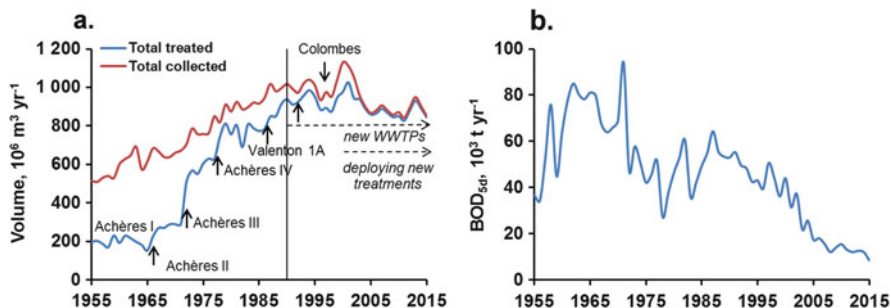 a.
Volume, 10⁶ m³ yr⁻¹
1 200
1 000
800
600
400
200
0
Total treated
Total collected
Colombes
new WWTPs
Valenton 1A
deploying new
treatments
Achères IV
Achères I
Achères III
Achères II
1955 1965 1975 1985 1995 2005 2015
b.
BOD₅d, 10³ t yr⁻¹
100
80
60
40
20
0
1955 1965 1975 1985 1995 2005 2015